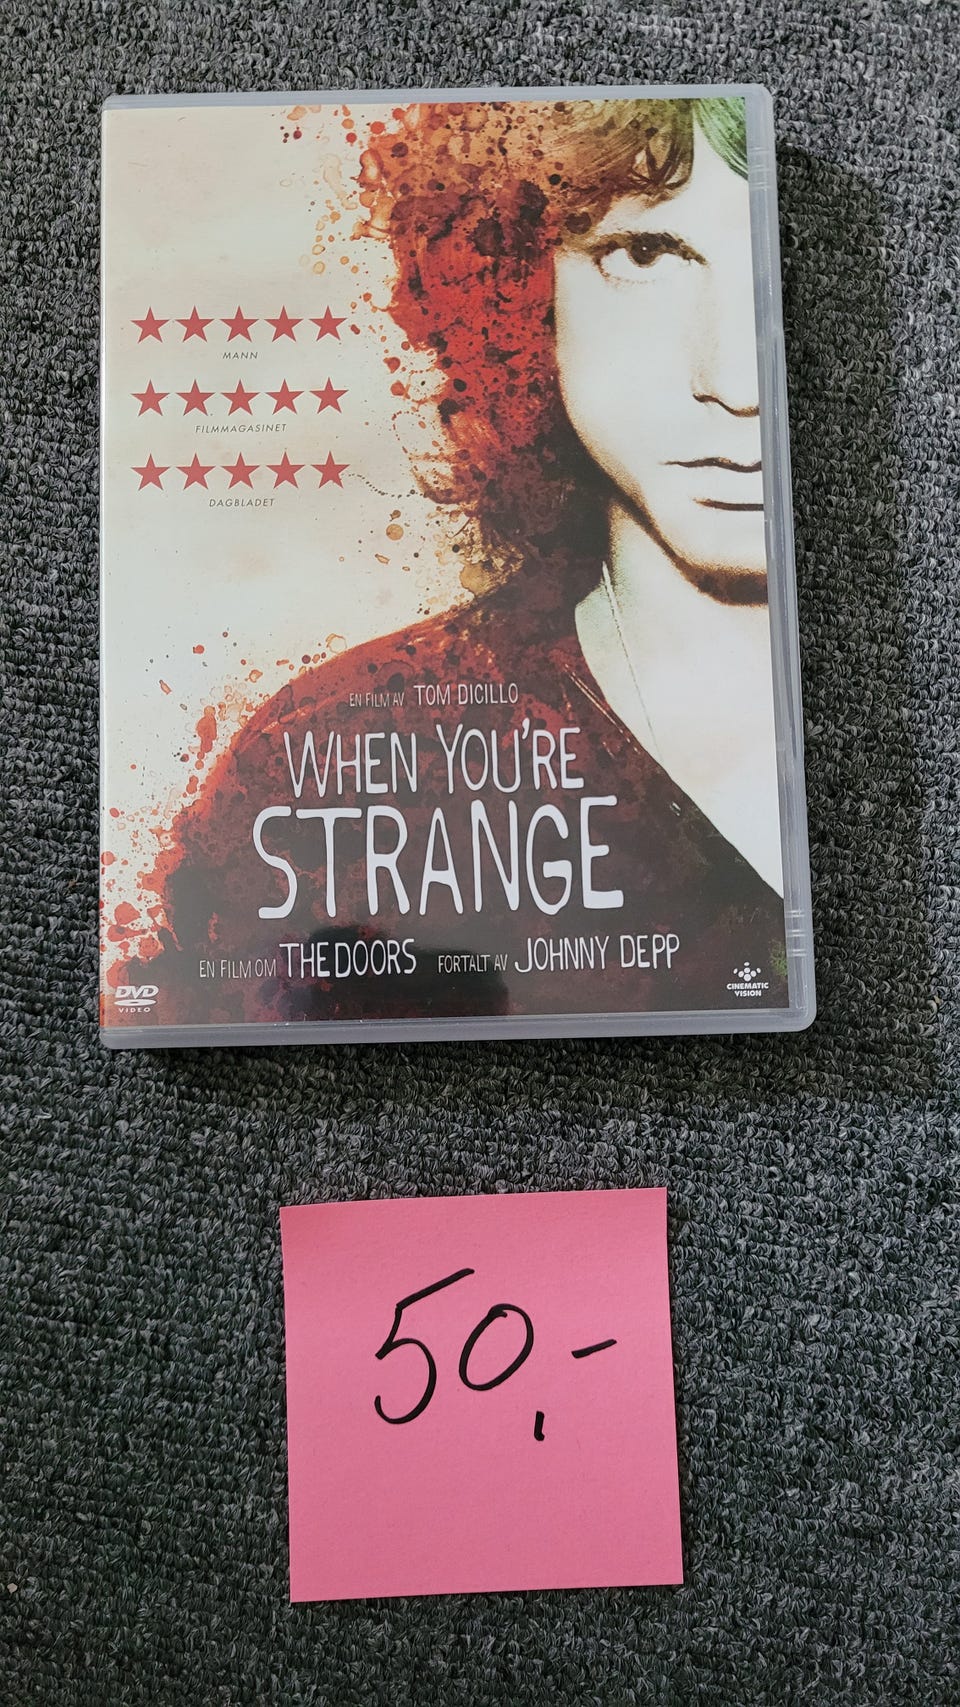 ★★★★★
MANN
★★★★★
FILMMAGASINET
★★★★★
DAGBLADET
EN FILM AV TOM DICILLO
WHEN YOU'RE
STRANGE
EN FILM OM THE DOORS FORTALT AV JOHNNY DEPP
DVD
VIDEO
CINEMATIC
VISION
50,-